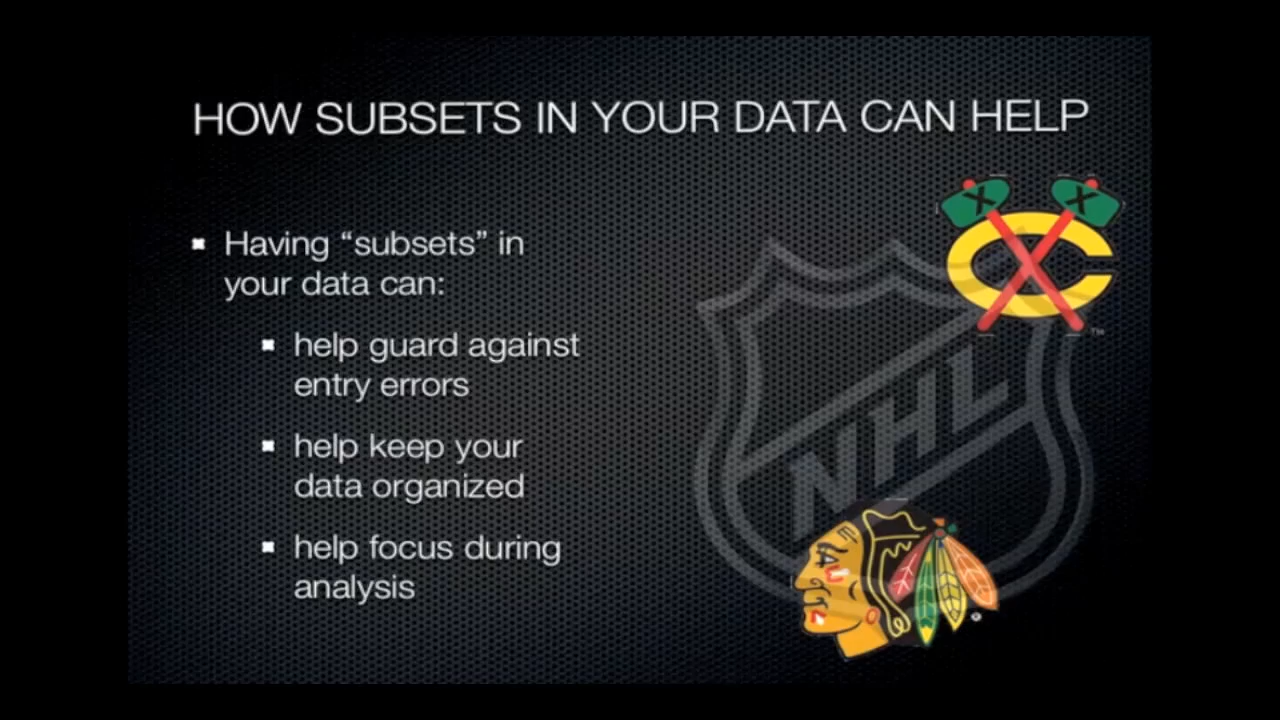 HOW SUBSETS IN YOUR DATA CAN HELP
Having “subsets” in
your data can:
help guard against
entry errors
help keep your
data organized
help focus during
analysis
NHL
TM